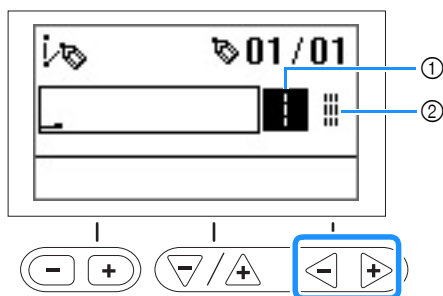 01/01
①
②
- + / +